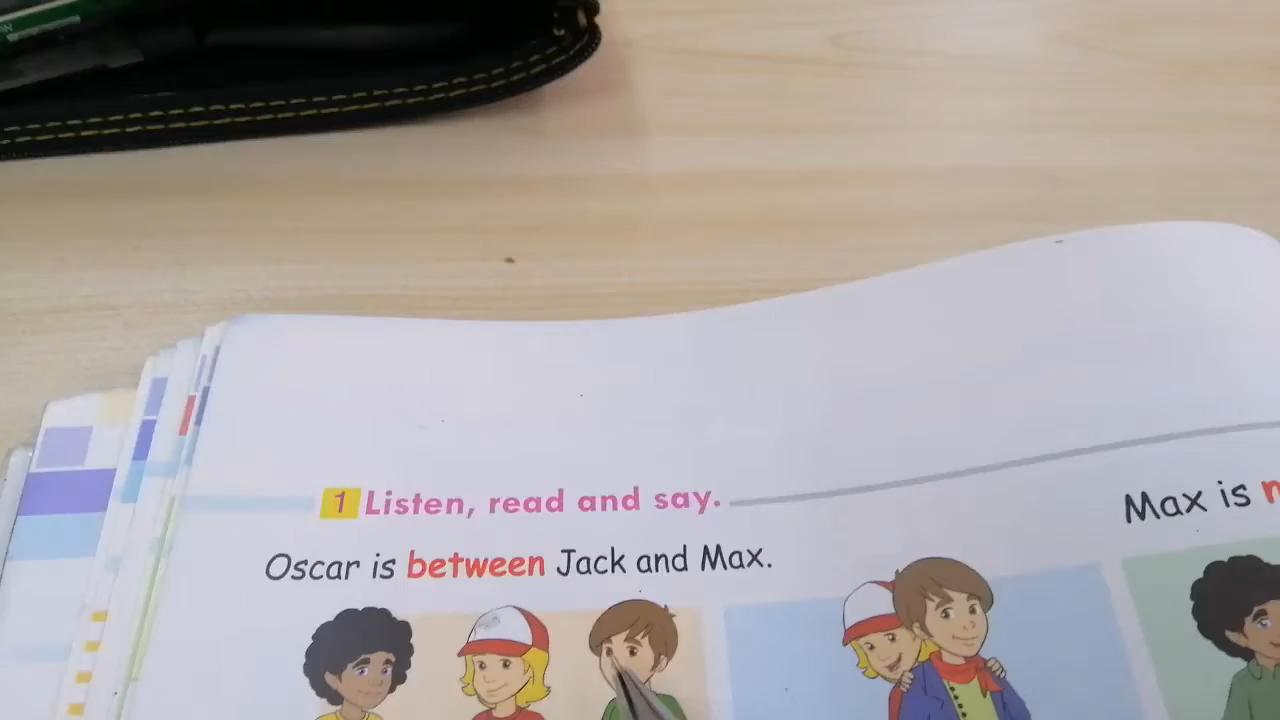 1 Listen, read and say.
Oscar is between Jack and Max.
Max is